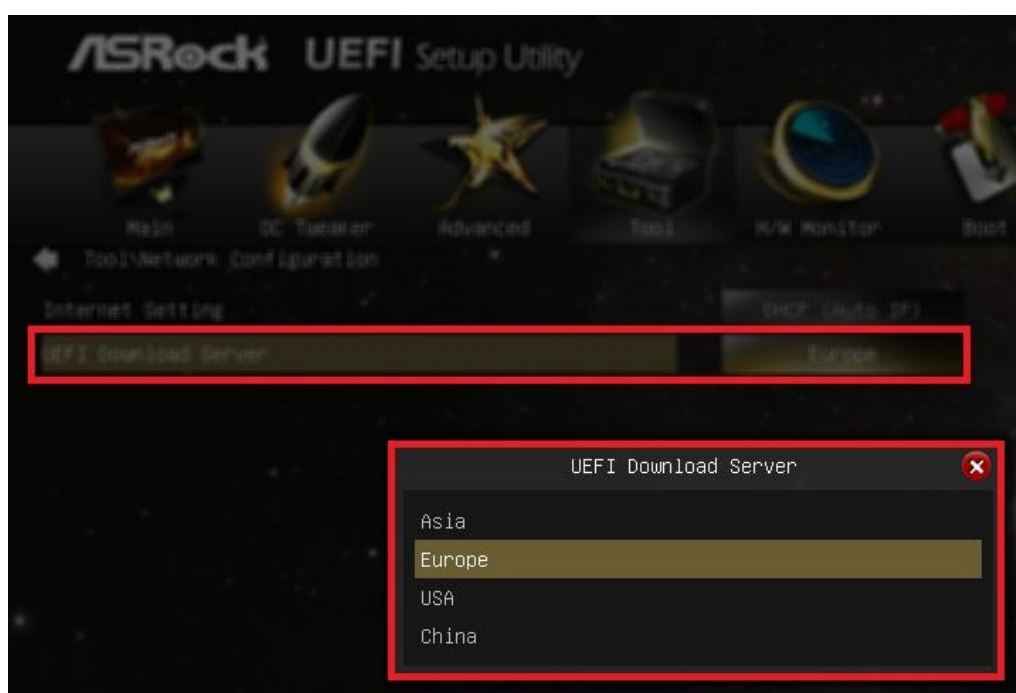 ASRock UEFI Setup Utility
Main OC Tweaker Advanced Tool H/W Monitor Boot
Tool\Network Configuration
Internet Setting DHCP (Auto IP)
UEFI Download Server Europe
UEFI Download Server
Asia
Europe
USA
China